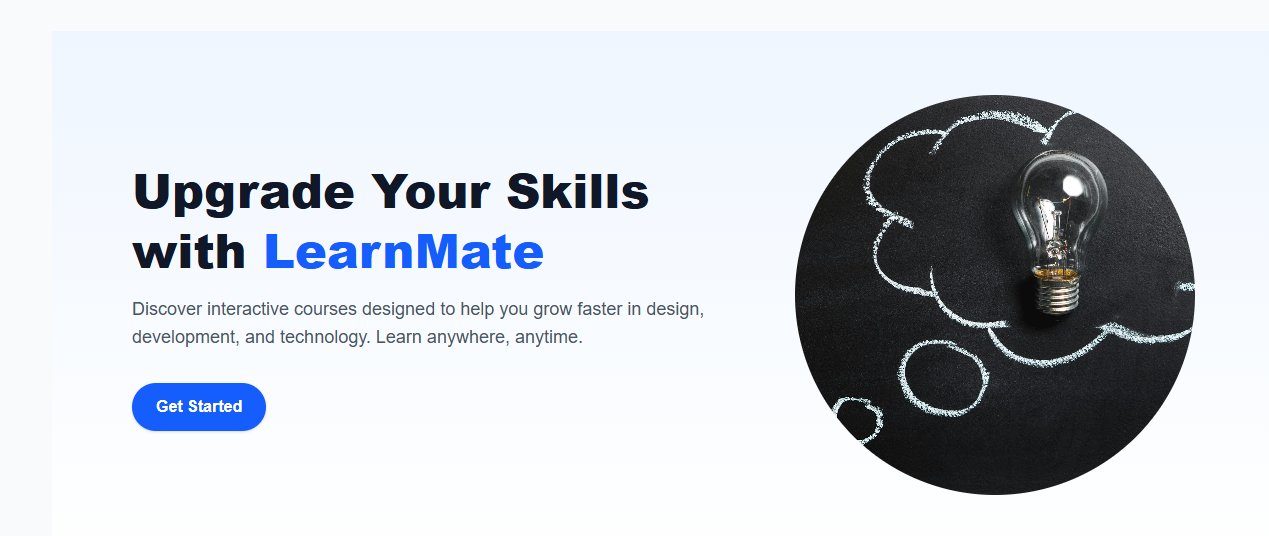 Upgrade Your Skills
with LearnMate
Discover interactive courses designed to help you grow faster in design,
development, and technology. Learn anywhere, anytime.
Get Started